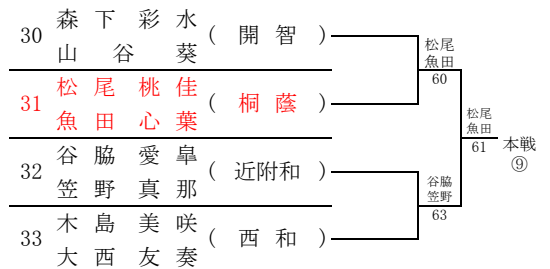 30 森下彩水 山谷葵 (開智)
31 松尾桃佳 魚田心葉 (桐蔭)
32 谷脇愛皐 笠野真那 (近附和)
33 木島美咲 大西友奏 (西和)
松尾
魚田
60
谷脇
笠野
63
松尾
魚田
61
本戦
⑨